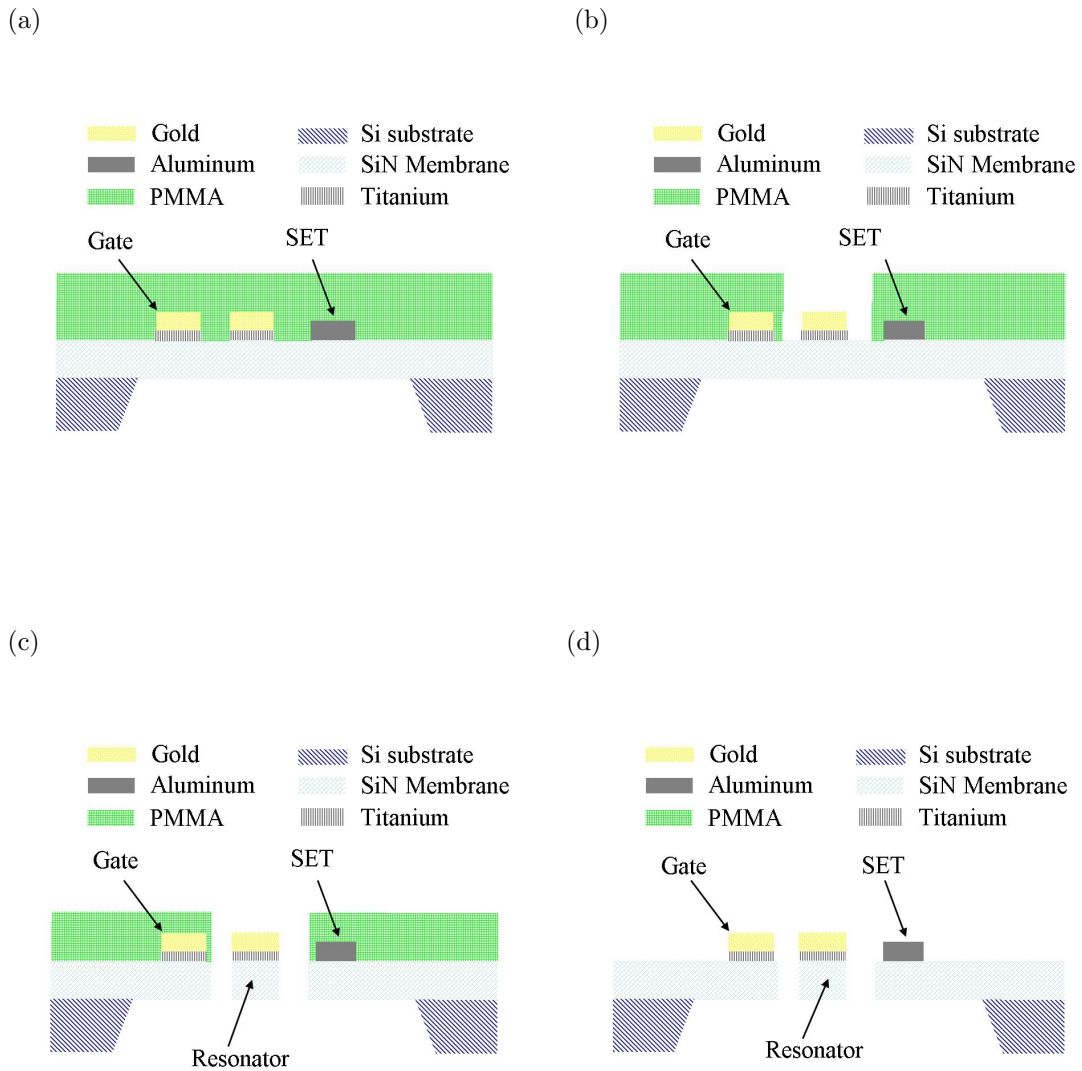 (a)
(b)
Gold
Si substrate
Aluminum
SiN Membrane
PMMA
Titanium
Gate
SET
Gold
Si substrate
Aluminum
SiN Membrane
PMMA
Titanium
Gate
SET
(c)
(d)
Gold
Si substrate
Aluminum
SiN Membrane
PMMA
Titanium
Gate
SET
Resonator
Gold
Si substrate
Aluminum
SiN Membrane
PMMA
Titanium
Gate
SET
Resonator